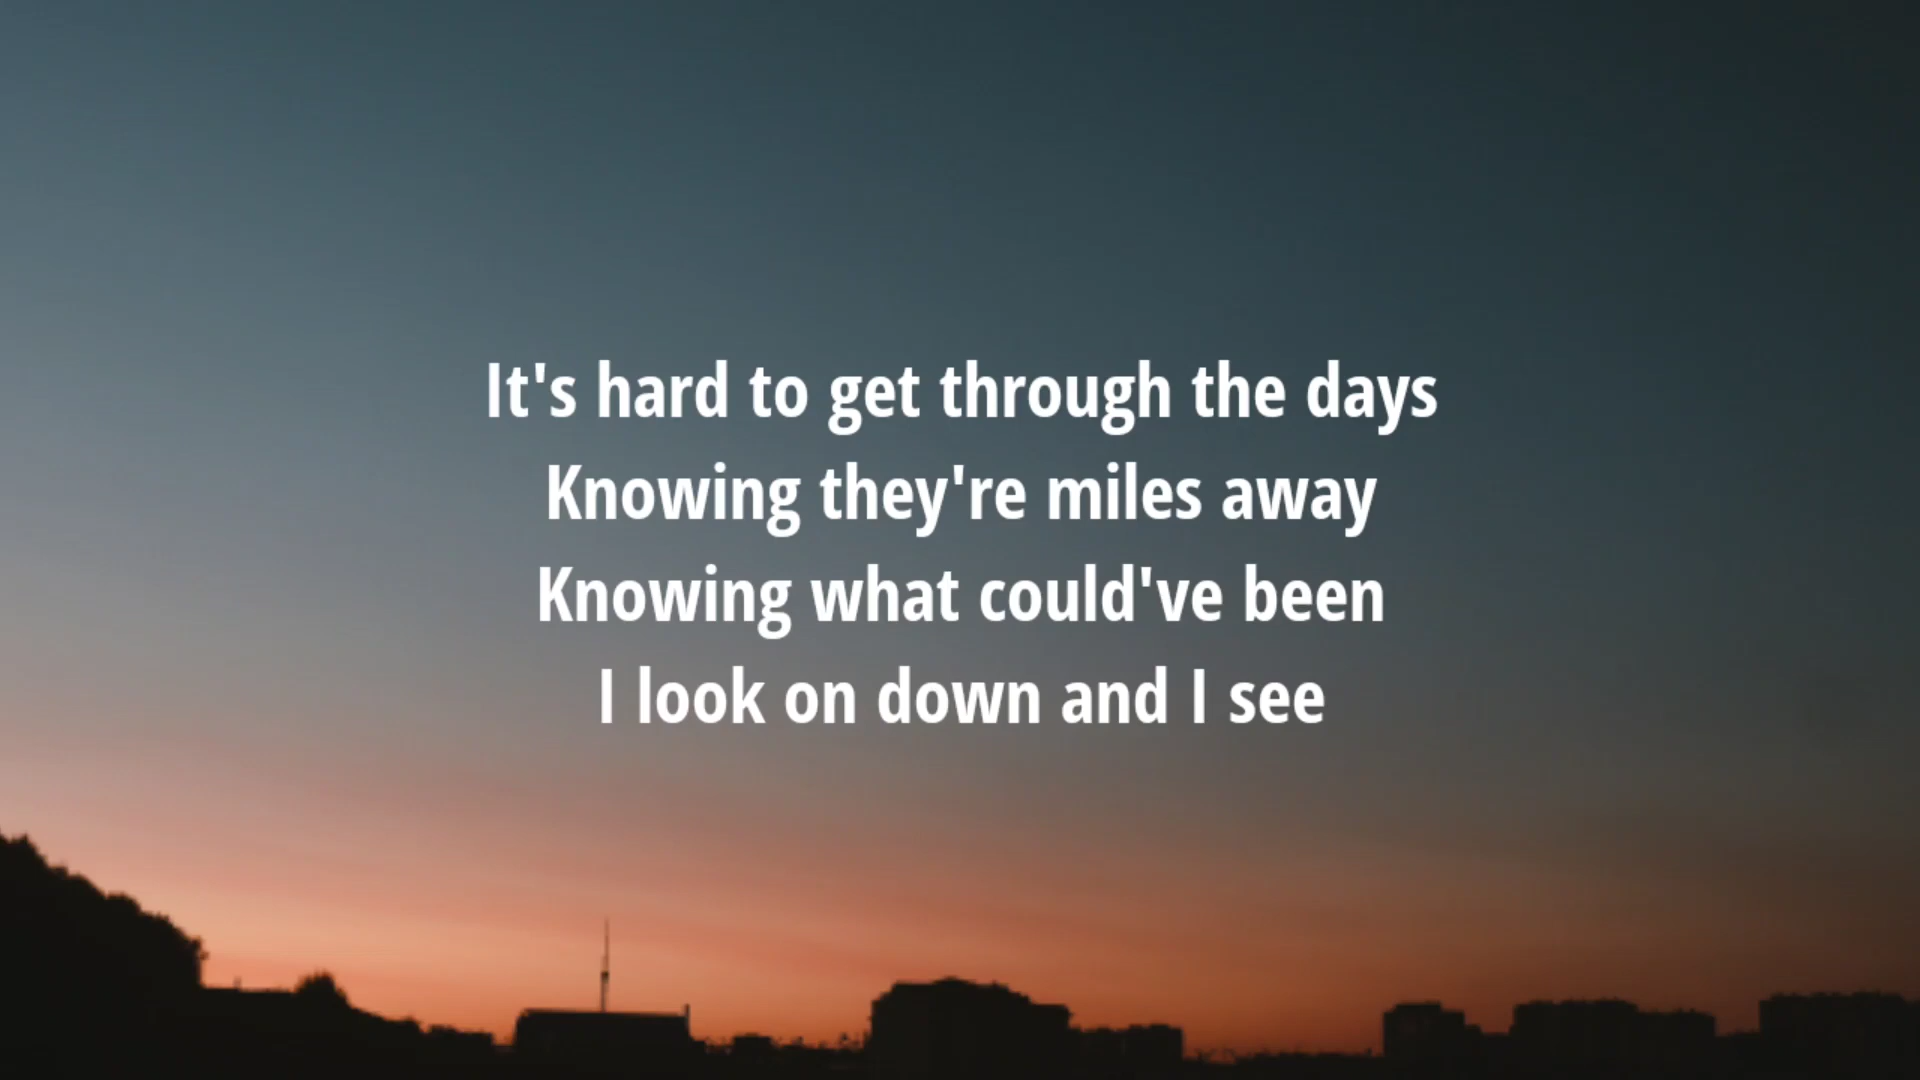 It's hard to get through the days
Knowing they're miles away
Knowing what could've been
I look on down and I see